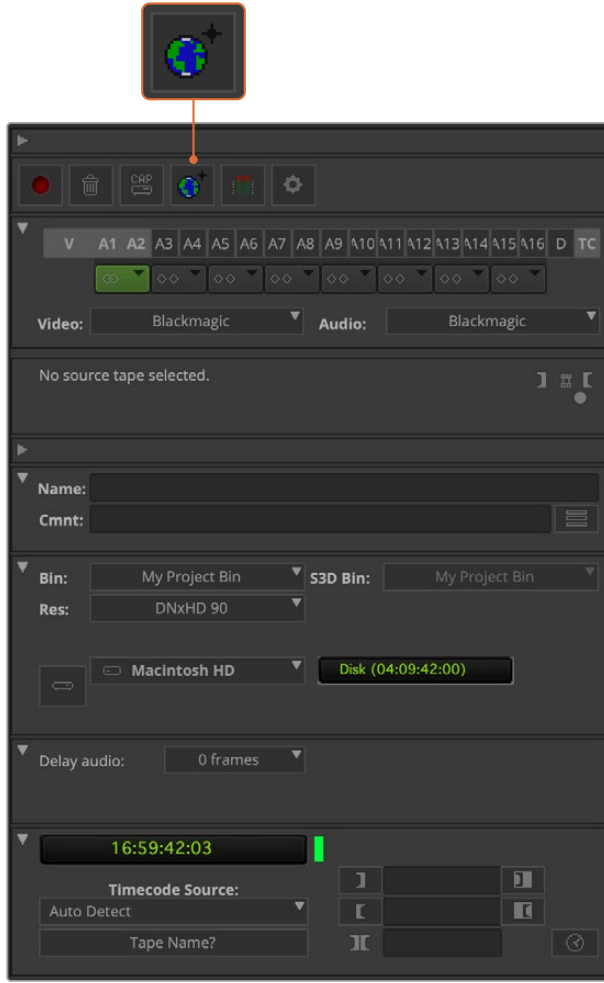 CAP
V A1 A2 A3 A4 A5 A6 A7 A8 A9 A10 A11 A12 A13 A14 A15 A16 D TC
Video: Blackmagic Audio: Blackmagic
No source tape selected.
Name:
Cmnt:
Bin: My Project Bin S3D Bin: My Project Bin
Res: DNxHD 90
Macintosh HD Disk (04:09:42:00)
Delay audio: 0 frames
16:59:42:03
Timecode Source:
Auto Detect
Tape Name?